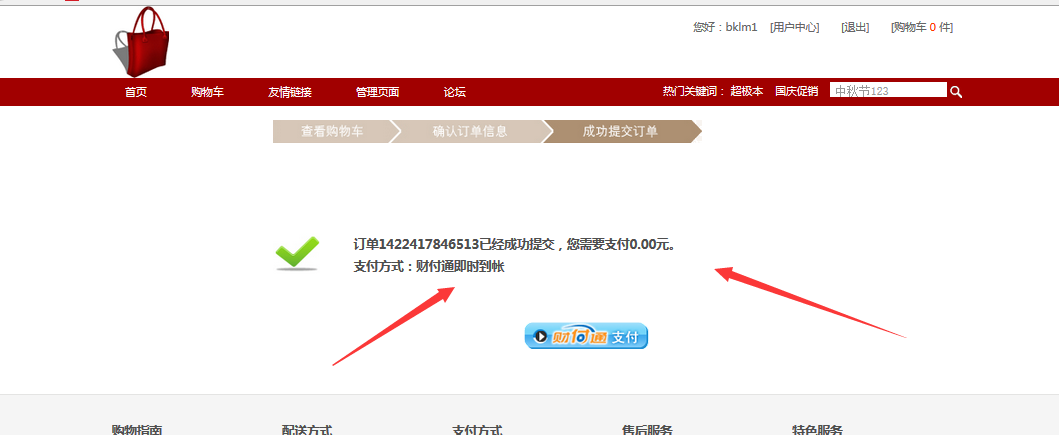 您好：bklm1 [用户中心] [退出] [购物车 0 件]
首页 购物车 友情链接 管理页面 论坛 热门关键词： 超极本 国庆促销 中秋节123
查看购物车 确认订单信息 成功提交订单
订单1422417846513已经成功提交，您需要支付0.00元。
支付方式：财付通即时到帐
财付通 支付
购物指南 配送方式 支付方式 售后服务 特色服务